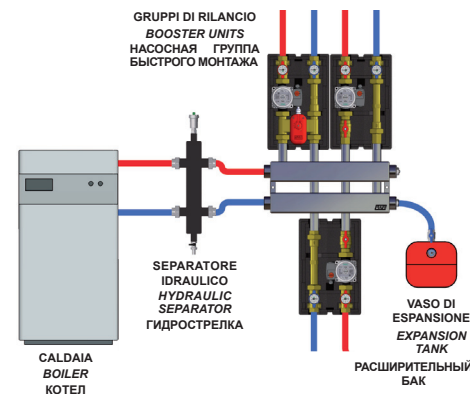 GRUPPI DI RILANCIO
BOOSTER UNITS
НАСОСНАЯ ГРУППА
БЫСТРОГО МОНТАЖА
SEPARATORE
IDRAULICO
HYDRAULIC
SEPARATOR
ГИДРОСТРЕЛКА
VASO DI
ESPANSIONE
EXPANSION
TANK
РАСШИРИТЕЛЬНЫЙ
БАК
CALDAIA
BOILER
КОТЕЛ